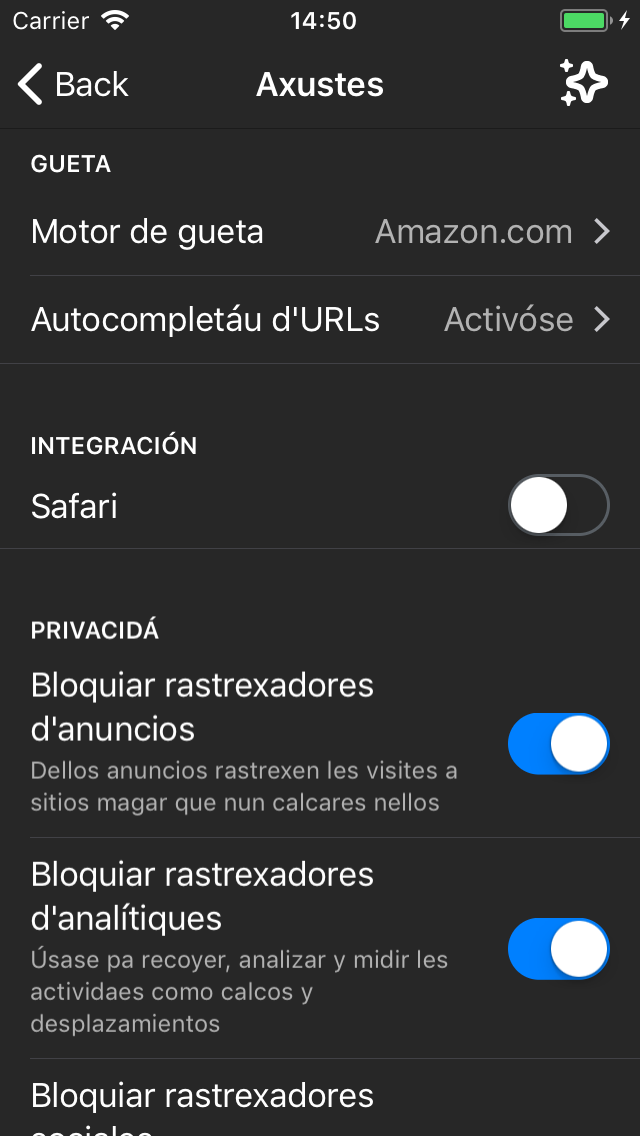 Carrier 14:50
Back Axustes
GUETA
Motor de gueta Amazon.com
Autocompletáu d'URLs Activóse
INTEGRACIÓN
Safari
PRIVACIDÁ
Bloquiar rastrexadores
d'anuncios
Dellos anuncios rastrexen les visites a
sitios magar que nun calcares nellos
Bloquiar rastrexadores
d'analítiques
Úsase pa recoyer, analizar y midir les
actividaes como calcos y
desplazamientos
Bloquiar rastrexadores
sociales